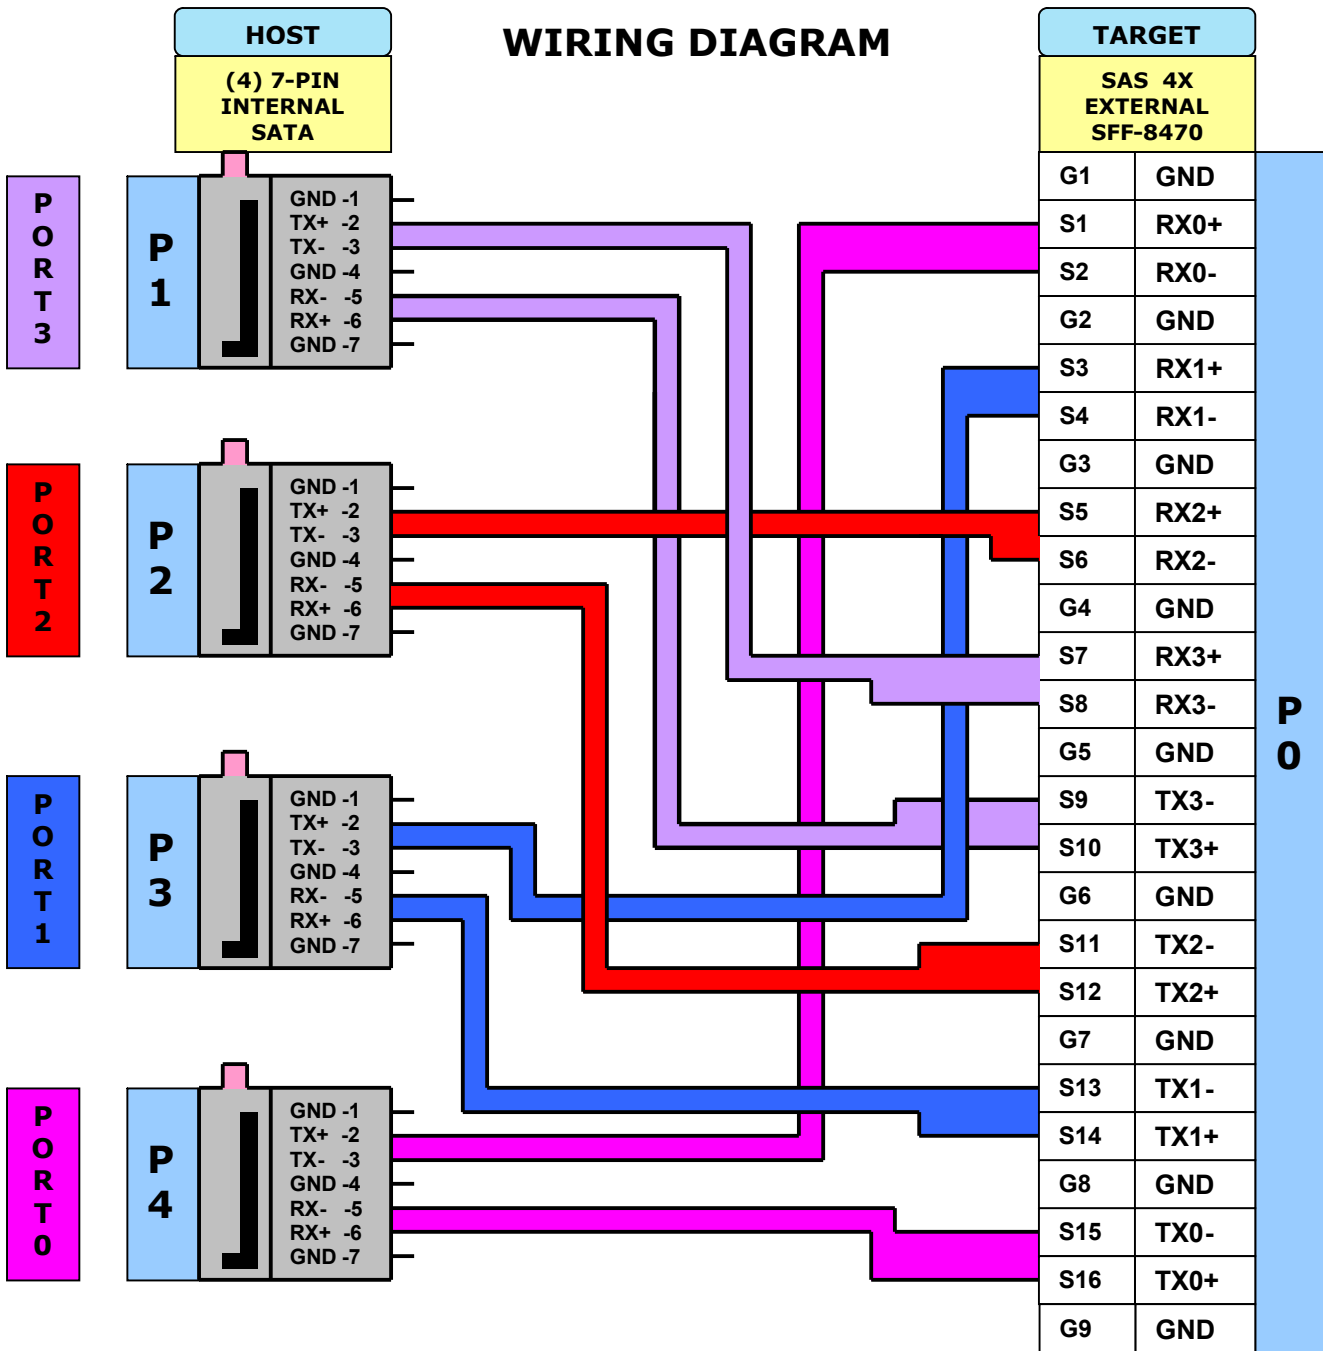 WIRING DIAGRAM
HOST
(4) 7-PIN
INTERNAL
SATA
PORT3
P1
GND -1
TX+ -2
TX- -3
GND -4
RX- -5
RX+ -6
GND -7
PORT2
P2
GND -1
TX+ -2
TX- -3
GND -4
RX- -5
RX+ -6
GND -7
PORT1
P3
GND -1
TX+ -2
TX- -3
GND -4
RX- -5
RX+ -6
GND -7
PORT0
P4
GND -1
TX+ -2
TX- -3
GND -4
RX- -5
RX+ -6
GND -7
TARGET
SAS 4X
EXTERNAL
SFF-8470
G1 GND
S1 RX0+
S2 RX0-
G2 GND
S3 RX1+
S4 RX1-
G3 GND
S5 RX2+
S6 RX2-
G4 GND
S7 RX3+
S8 RX3-
G5 GND
S9 TX3-
S10 TX3+
G6 GND
S11 TX2-
S12 TX2+
G7 GND
S13 TX1-
S14 TX1+
G8 GND
S15 TX0-
S16 TX0+
G9 GND
P0